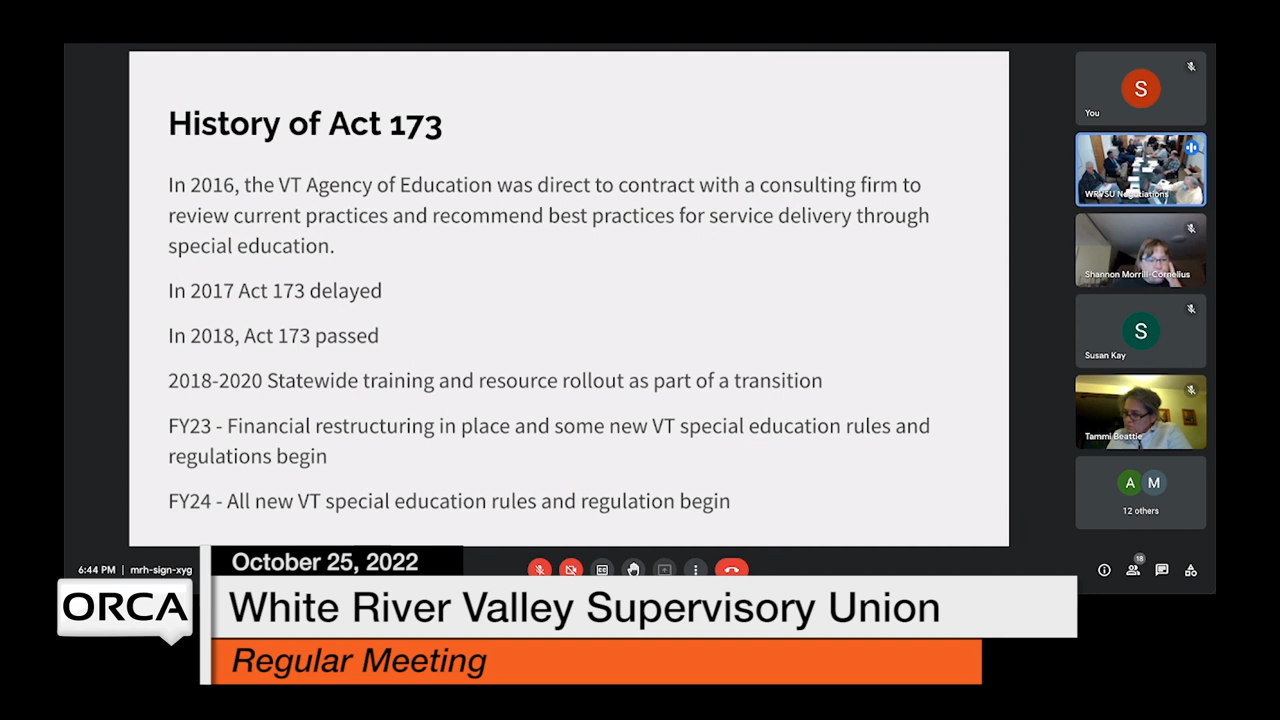 History of Act 173
In 2016, the VT Agency of Education was direct to contract with a consulting firm to
review current practices and recommend best practices for service delivery through
special education.
In 2017 Act 173 delayed
In 2018, Act 173 passed
2018-2020 Statewide training and resource rollout as part of a transition
FY23 - Financial restructuring in place and some new VT special education rules and
regulations begin
FY24 - All new VT special education rules and regulation begin
S
You
WRVSU Negotiations
Shannon Morrill-Cornelius
S
Susan Kay
Tammi Beattie
A M
12 others
6:44 PM | mrh-sign-xyg
18
October 25, 2022
ORCA
White River Valley Supervisory Union
Regular Meeting